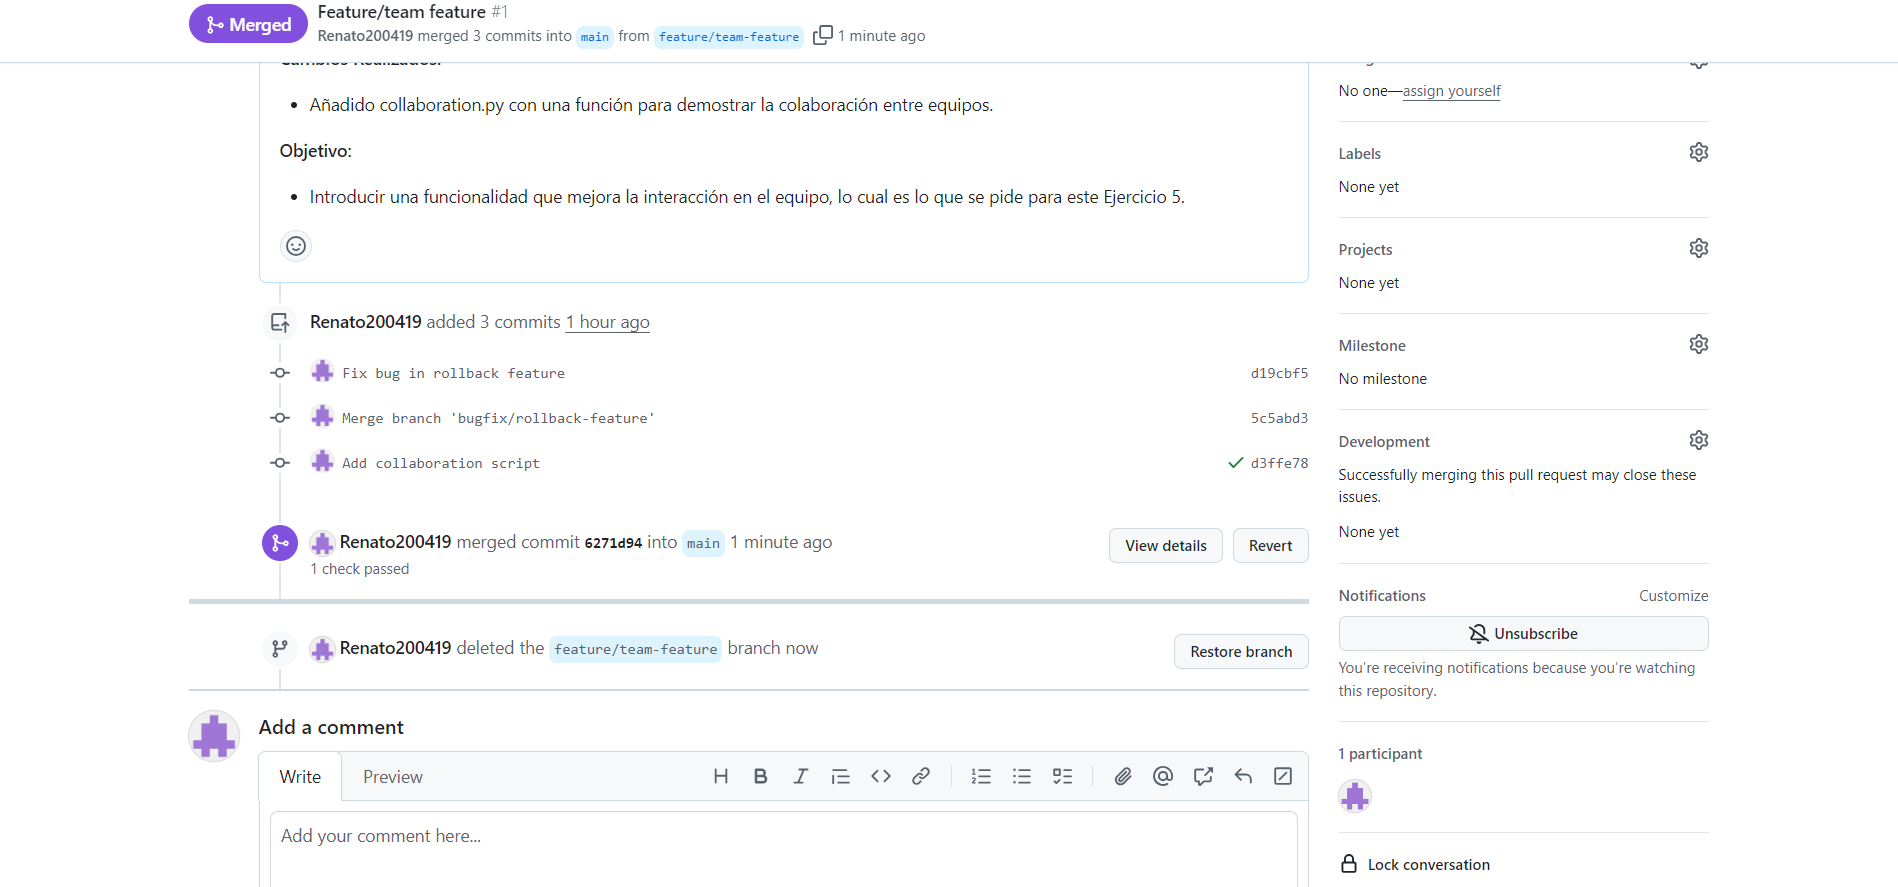 Merged
Feature/team feature #1
Renato200419 merged 3 commits into main from feature/team-feature 1 minute ago
Cambios Realizados:
• Añadido collaboration.py con una función para demostrar la colaboración entre equipos.
Objetivo:
• Introducir una funcionalidad que mejora la interacción en el equipo, lo cual es lo que se pide para este Ejercicio 5.
Renato200419 added 3 commits 1 hour ago
Fix bug in rollback feature d19cbf5
Merge branch 'bugfix/rollback-feature' 5c5abd3
Add collaboration script d3ffe78
Renato200419 merged commit 6271d94 into main 1 minute ago
View details
Revert
1 check passed
Renato200419 deleted the feature/team-feature branch now
Restore branch
Add a comment
Write
Preview
Add your comment here...
No one—assign yourself
Labels
None yet
Projects
None yet
Milestone
No milestone
Development
Successfully merging this pull request may close these
issues.
None yet
Notifications
Customize
Unsubscribe
You're receiving notifications because you're watching
this repository.
1 participant
Lock conversation